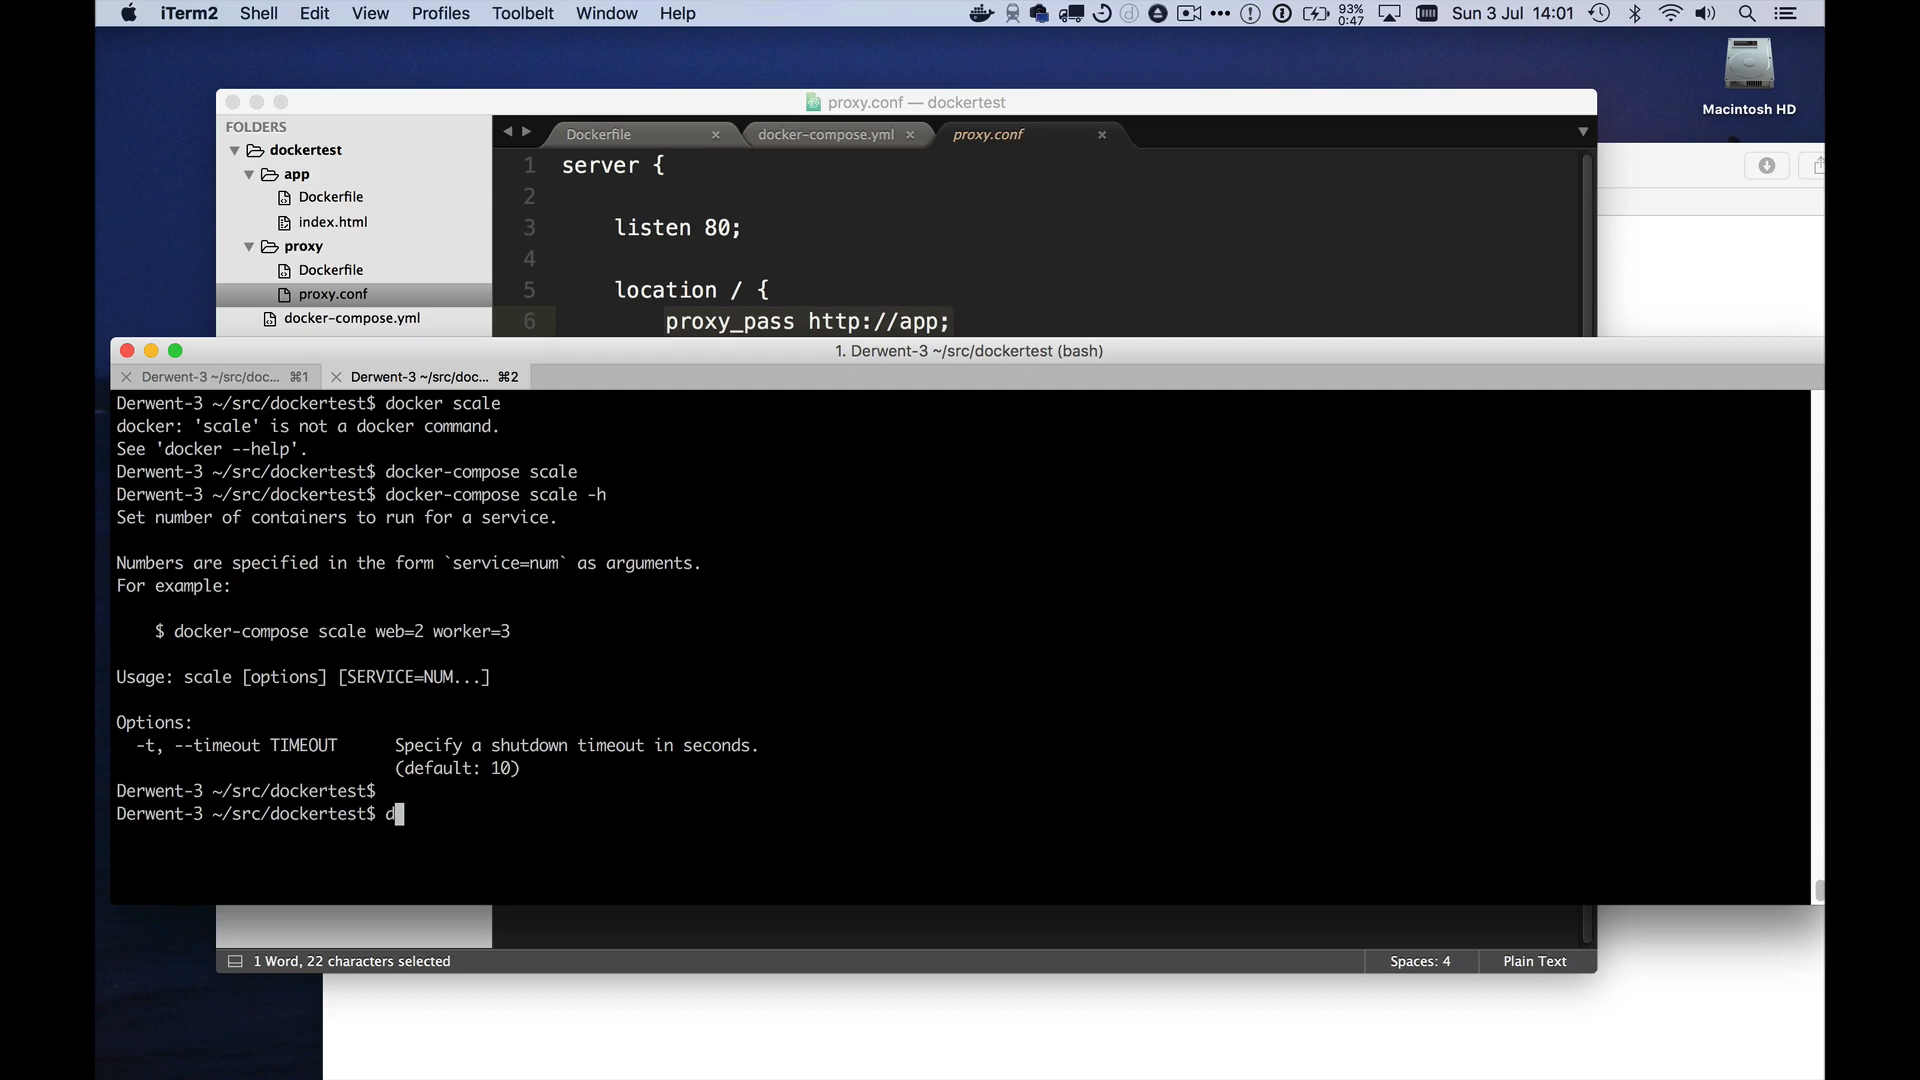 iTerm2 Shell Edit View Profiles Toolbelt Window Help 93% 0:47 Sun 3 Jul 14:01
Macintosh HD
proxy.conf — dockertest
FOLDERS
dockertest
app
Dockerfile
index.html
proxy
Dockerfile
proxy.conf
docker-compose.yml
Dockerfile docker-compose.yml proxy.conf
1 server {
2
3 listen 80;
4
5 location / {
6 proxy_pass http://app;
1. Derwent-3 ~/src/dockertest (bash)
Derwent-3 ~/src/doc... ⌘1 Derwent-3 ~/src/doc... ⌘2
Derwent-3 ~/src/dockertest$ docker scale
docker: 'scale' is not a docker command.
See 'docker --help'.
Derwent-3 ~/src/dockertest$ docker-compose scale
Derwent-3 ~/src/dockertest$ docker-compose scale -h
Set number of containers to run for a service.
Numbers are specified in the form `service=num` as arguments.
For example:
$ docker-compose scale web=2 worker=3
Usage: scale [options] [SERVICE=NUM...]
Options:
-t, --timeout TIMEOUT Specify a shutdown timeout in seconds.
(default: 10)
Derwent-3 ~/src/dockertest$
Derwent-3 ~/src/dockertest$ d
1 Word, 22 characters selected Spaces: 4 Plain Text